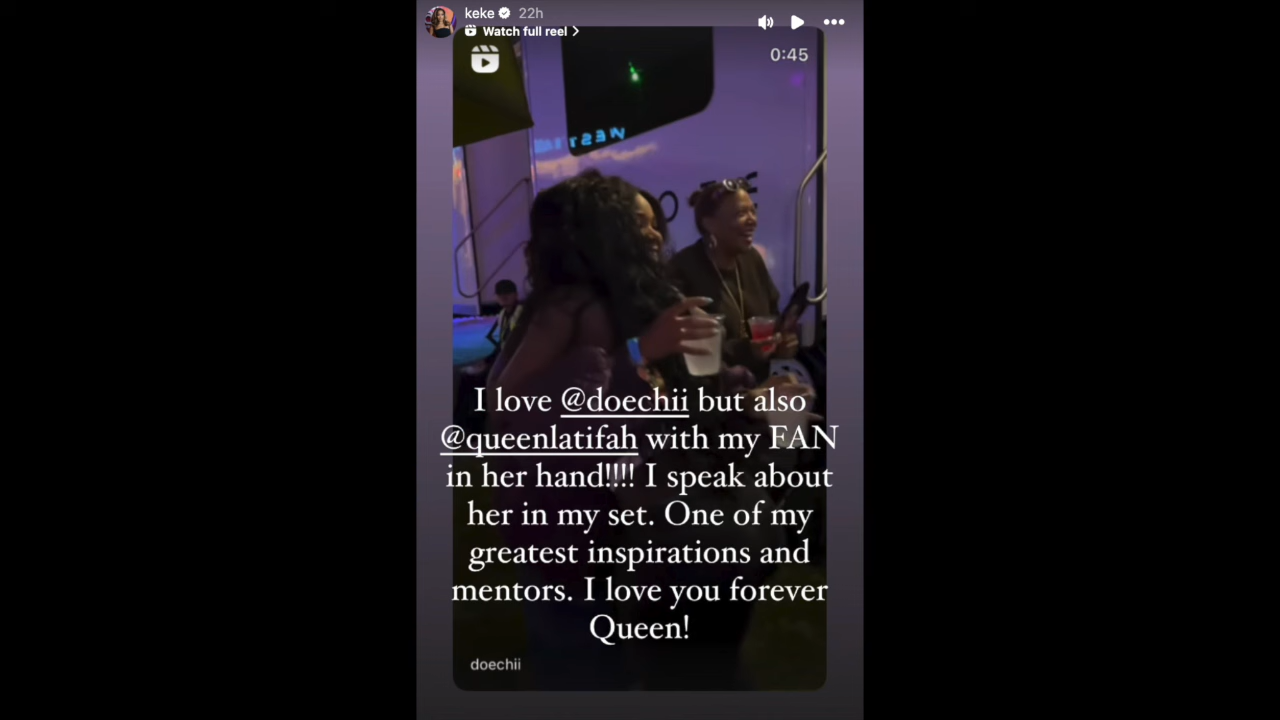 keke 22h
Watch full reel
0:45
I love @doechii but also
@queenlatifah with my FAN
in her hand!!!! I speak about
her in my set. One of my
greatest inspirations and
mentors. I love you forever
Queen!
doechii